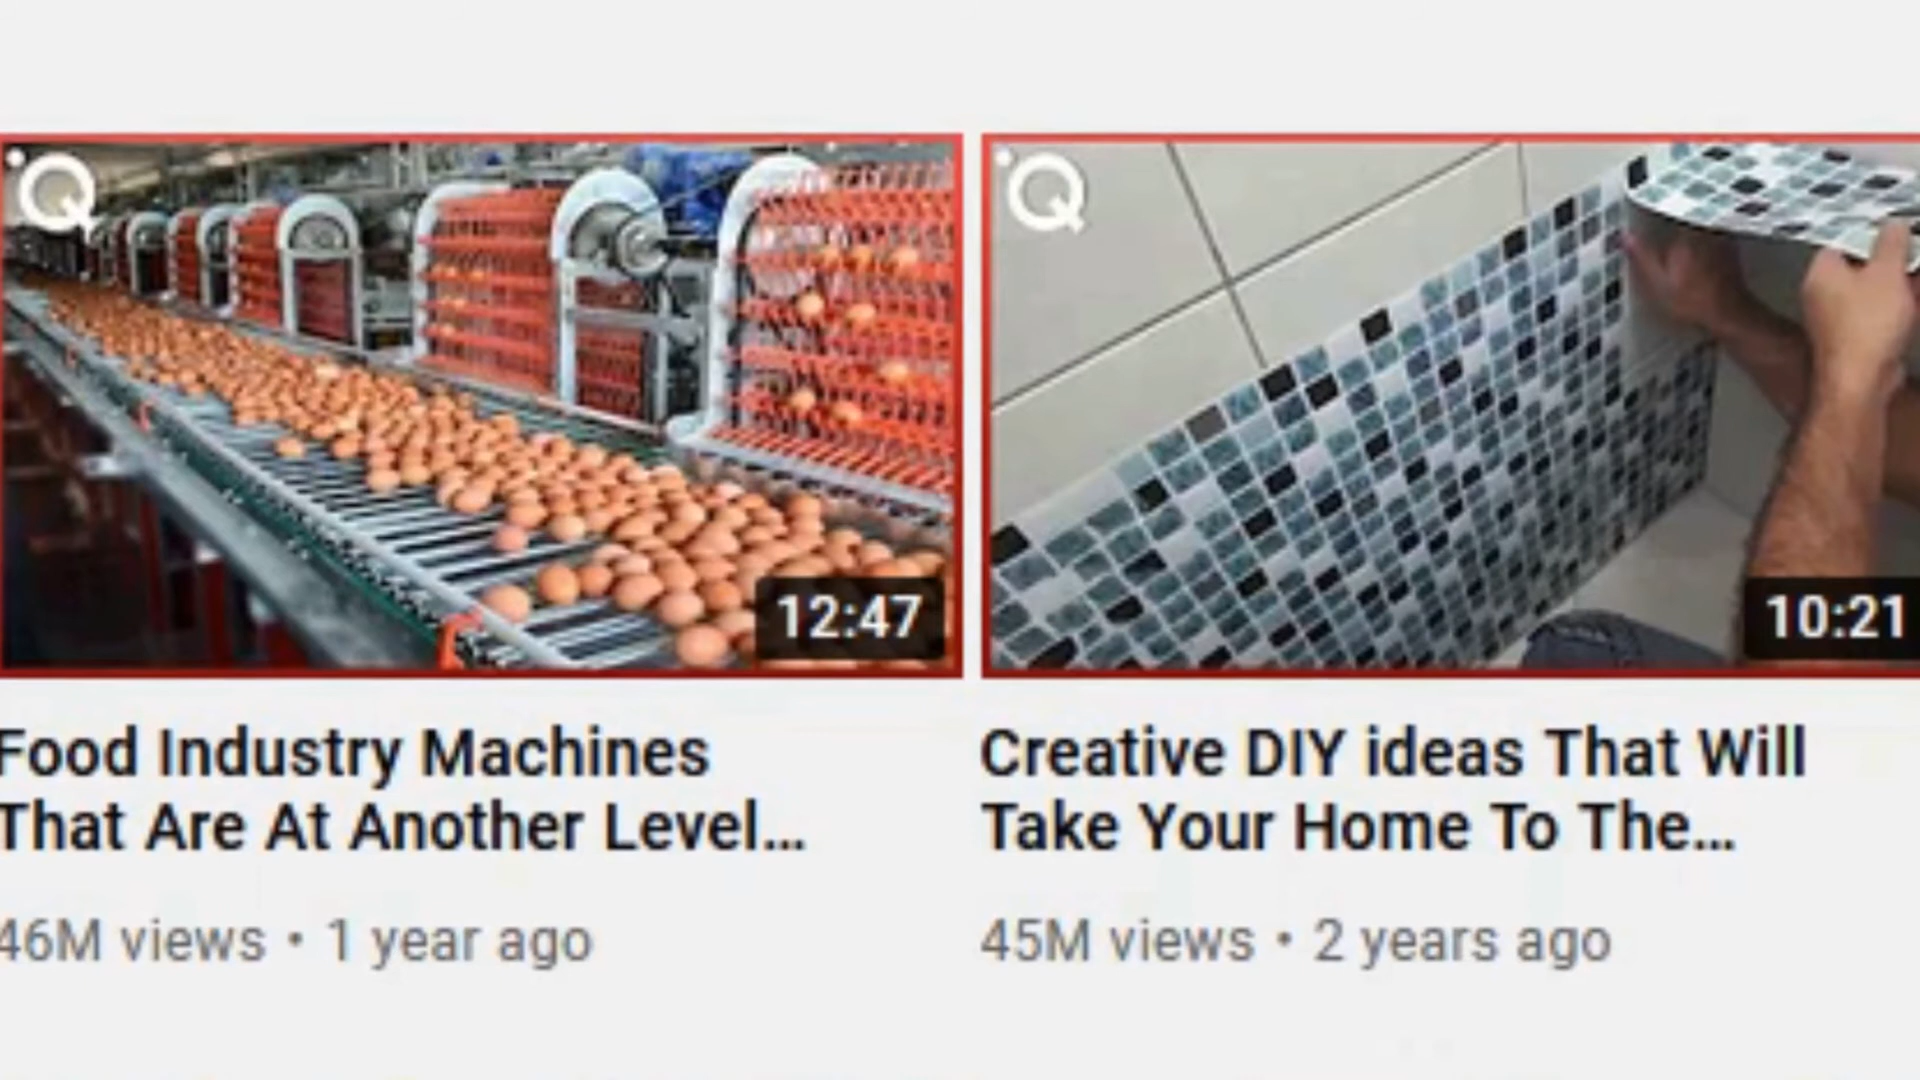 Q
12:47
Food Industry Machines
That Are At Another Level...
46M views • 1 year ago
Q
10:21
Creative DIY ideas That Will
Take Your Home To The...
45M views • 2 years ago